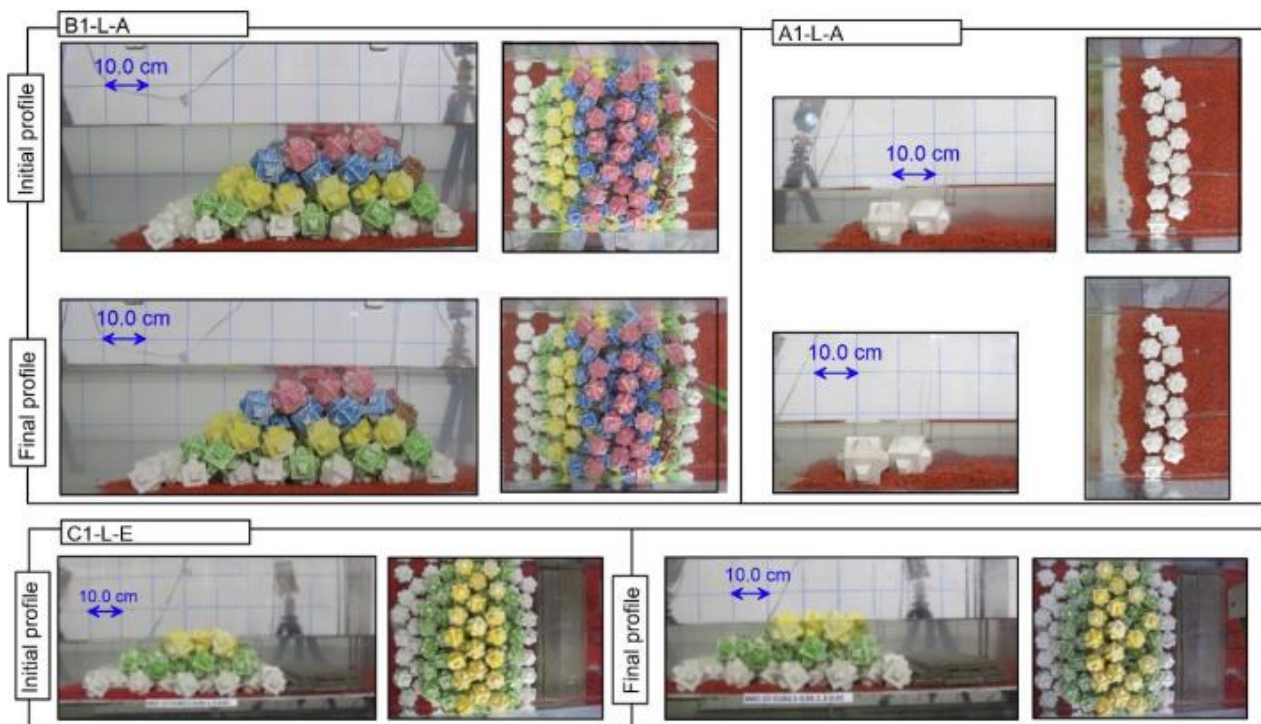 B1-L-A
A1-L-A
Initial profile
10.0 cm
10.0 cm
Final profile
10.0 cm
10.0 cm
C1-L-E
Initial profile
10.0 cm
Final profile
10.0 cm